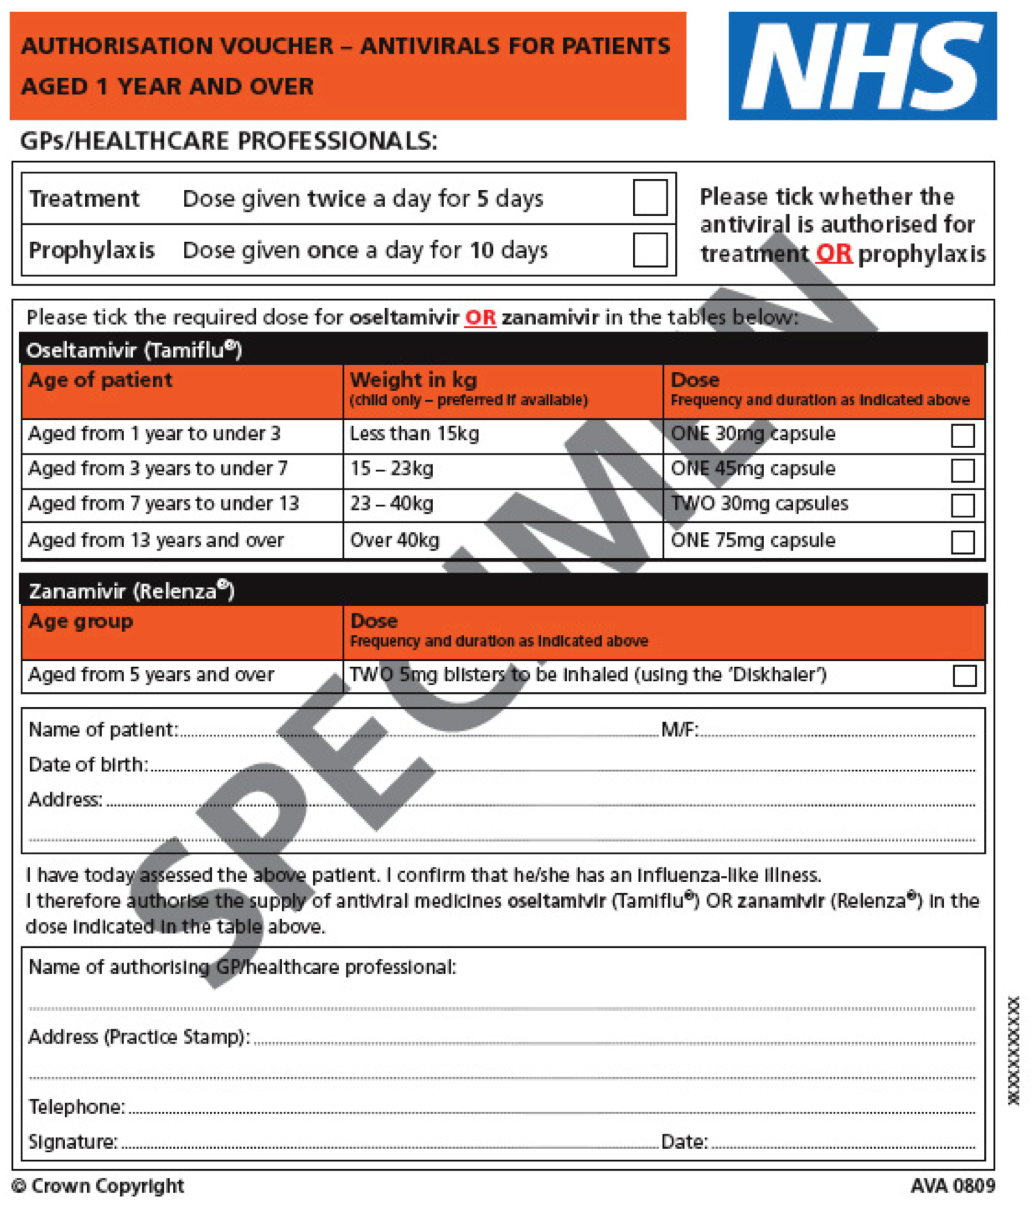 AUTHORISATION VOUCHER – ANTIVIRALS FOR PATIENTS
AGED 1 YEAR AND OVER
NHS
GPs/HEALTHCARE PROFESSIONALS:
Treatment Dose given twice a day for 5 days
Prophylaxis Dose given once a day for 10 days
Please tick whether the
antiviral is authorised for
treatment OR prophylaxis
Please tick the required dose for oseltamivir OR zanamivir in the tables below:
Oseltamivir (Tamiflu®)
Age of patient Weight in kg Dose
(child only – preferred if available) Frequency and duration as indicated above
Aged from 1 year to under 3 Less than 15kg ONE 30mg capsule
Aged from 3 years to under 7 15 – 23kg ONE 45mg capsule
Aged from 7 years to under 13 23 – 40kg TWO 30mg capsules
Aged from 13 years and over Over 40kg ONE 75mg capsule
Zanamivir (Relenza®)
Age group Dose
Frequency and duration as indicated above
Aged from 5 years and over TWO 5mg blisters to be inhaled (using the ‘Diskhaler’)
Name of patient: M/F:
Date of birth:
Address:
I have today assessed the above patient. I confirm that he/she has an influenza-like illness.
I therefore authorise the supply of antiviral medicines oseltamivir (Tamiflu®) OR zanamivir (Relenza®) in the
dose indicated in the table above.
Name of authorising GP/healthcare professional:
Address (Practice Stamp):
Telephone:
Signature: Date:
© Crown Copyright AVA 0809
SPECIMEN
XXXXXXXXXXX